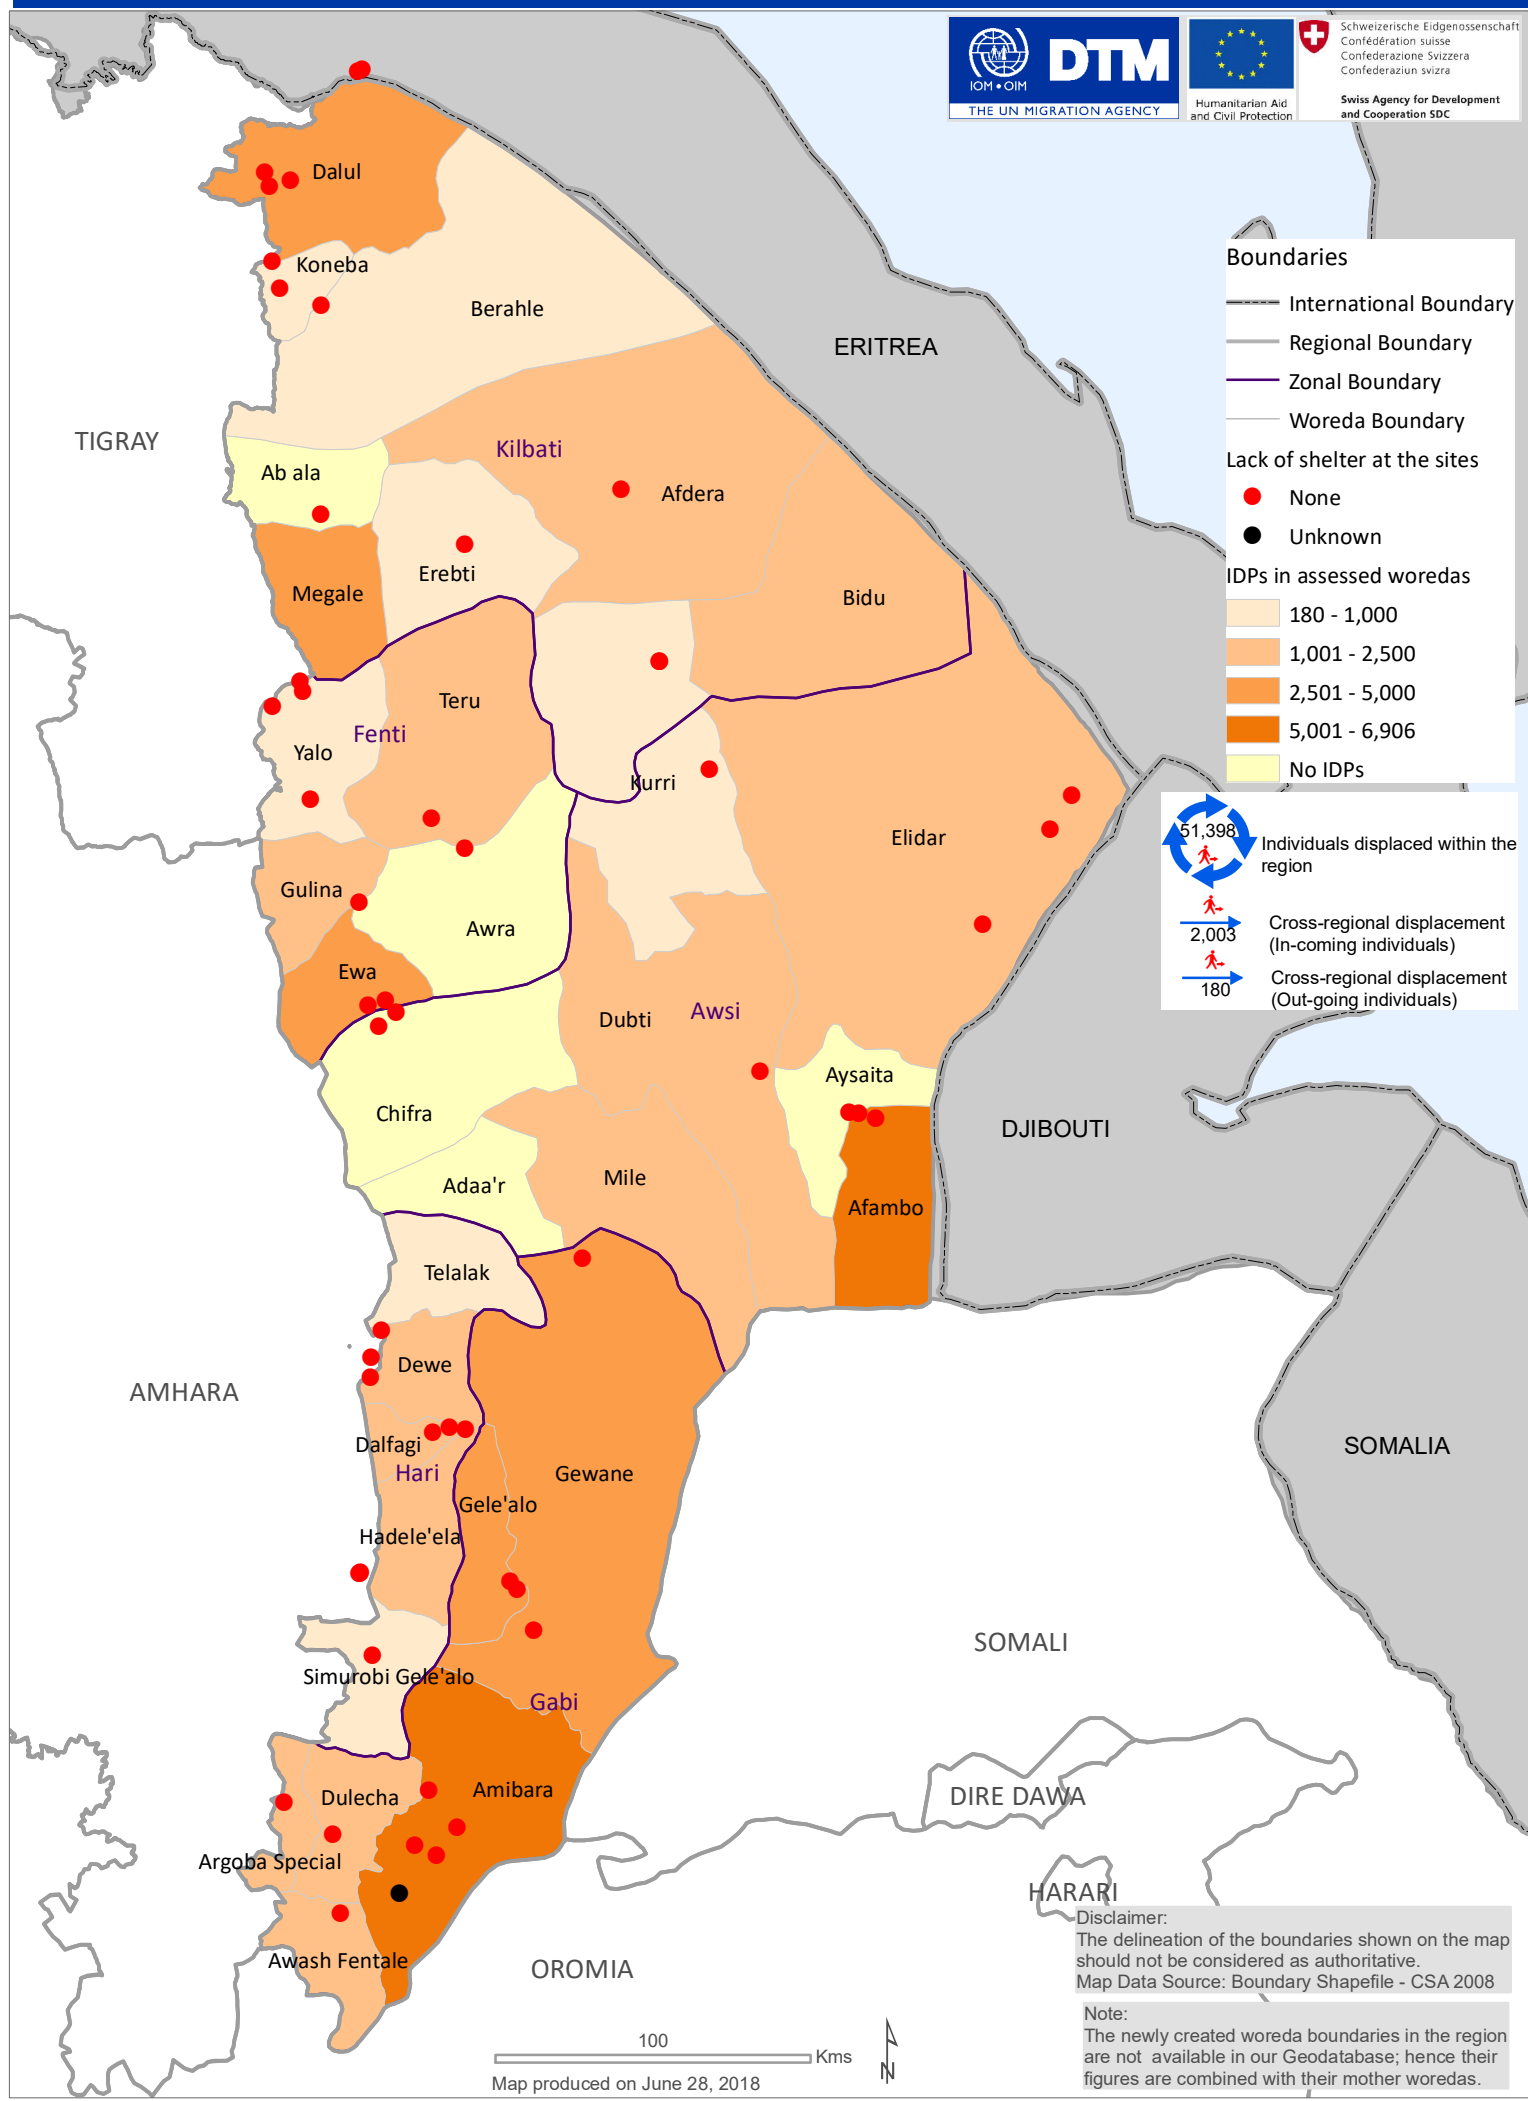 IOM • OIM
DTM
THE UN MIGRATION AGENCY
Humanitarian Aid
and Civil Protection
Schweizerische Eidgenossenschaft
Confédération suisse
Confederazione Svizzera
Confederaziun svizra
Swiss Agency for Development
and Cooperation SDC
Dalul
Koneba
Berahle
ERITREA
TIGRAY
Kilbati
Ab ala
Afdera
Erebti
Megale
Bidu
Teru
Fenti
Yalo
Kurri
Elidar
Gulina
Awra
Ewa
Dubti
Awsi
Aysaita
Chifra
DJIBOUTI
Adaa'r
Mile
Afambo
Telalak
Dewe
AMHARA
Dalfagi
Hari
Gewane
SOMALIA
Gele'alo
Hadele'ela
SOMALI
Simurobi Gele'alo
Gabi
Dulecha
Amibara
DIRE DAWA
Argoba Special
HARARI
Awash Fentale
OROMIA
Boundaries
International Boundary
Regional Boundary
Zonal Boundary
Woreda Boundary
Lack of shelter at the sites
None
Unknown
IDPs in assessed woredas
180 - 1,000
1,001 - 2,500
2,501 - 5,000
5,001 - 6,906
No IDPs
51,398
Individuals displaced within the
region
2,003
Cross-regional displacement
(In-coming individuals)
180
Cross-regional displacement
(Out-going individuals)
Disclaimer:
The delineation of the boundaries shown on the map
should not be considered as authoritative.
Map Data Source: Boundary Shapefile - CSA 2008
Note:
The newly created woreda boundaries in the region
are not available in our Geodatabase; hence their
figures are combined with their mother woredas.
100
Kms
N
Map produced on June 28, 2018